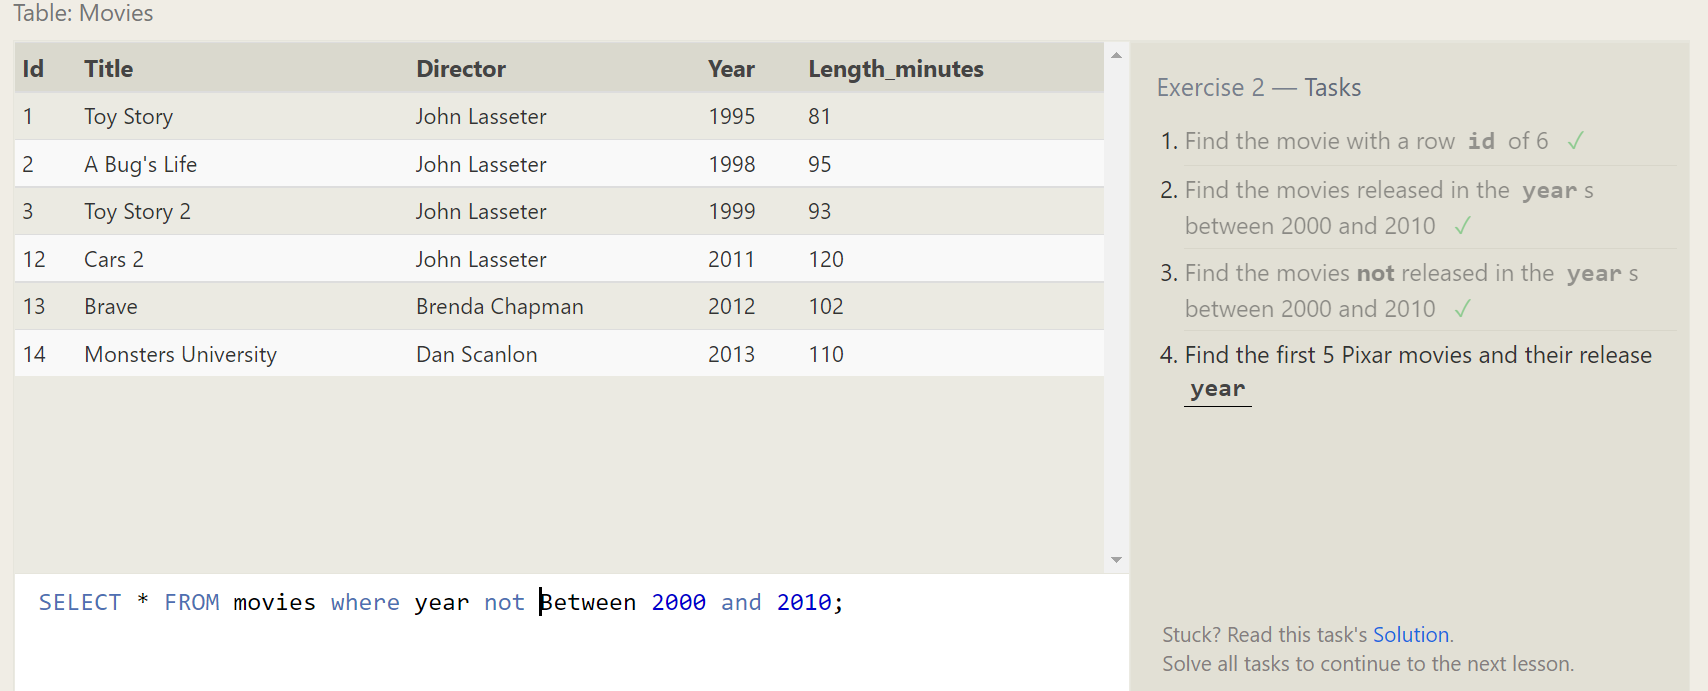 Table: Movies
Id Title Director Year Length_minutes
1 Toy Story John Lasseter 1995 81
2 A Bug's Life John Lasseter 1998 95
3 Toy Story 2 John Lasseter 1999 93
12 Cars 2 John Lasseter 2011 120
13 Brave Brenda Chapman 2012 102
14 Monsters University Dan Scanlon 2013 110
SELECT * FROM movies where year not Between 2000 and 2010;
Exercise 2 — Tasks
1. Find the movie with a row id of 6 ✓
2. Find the movies released in the year s
between 2000 and 2010 ✓
3. Find the movies not released in the year s
between 2000 and 2010 ✓
4. Find the first 5 Pixar movies and their release
year
Stuck? Read this task's Solution.
Solve all tasks to continue to the next lesson.